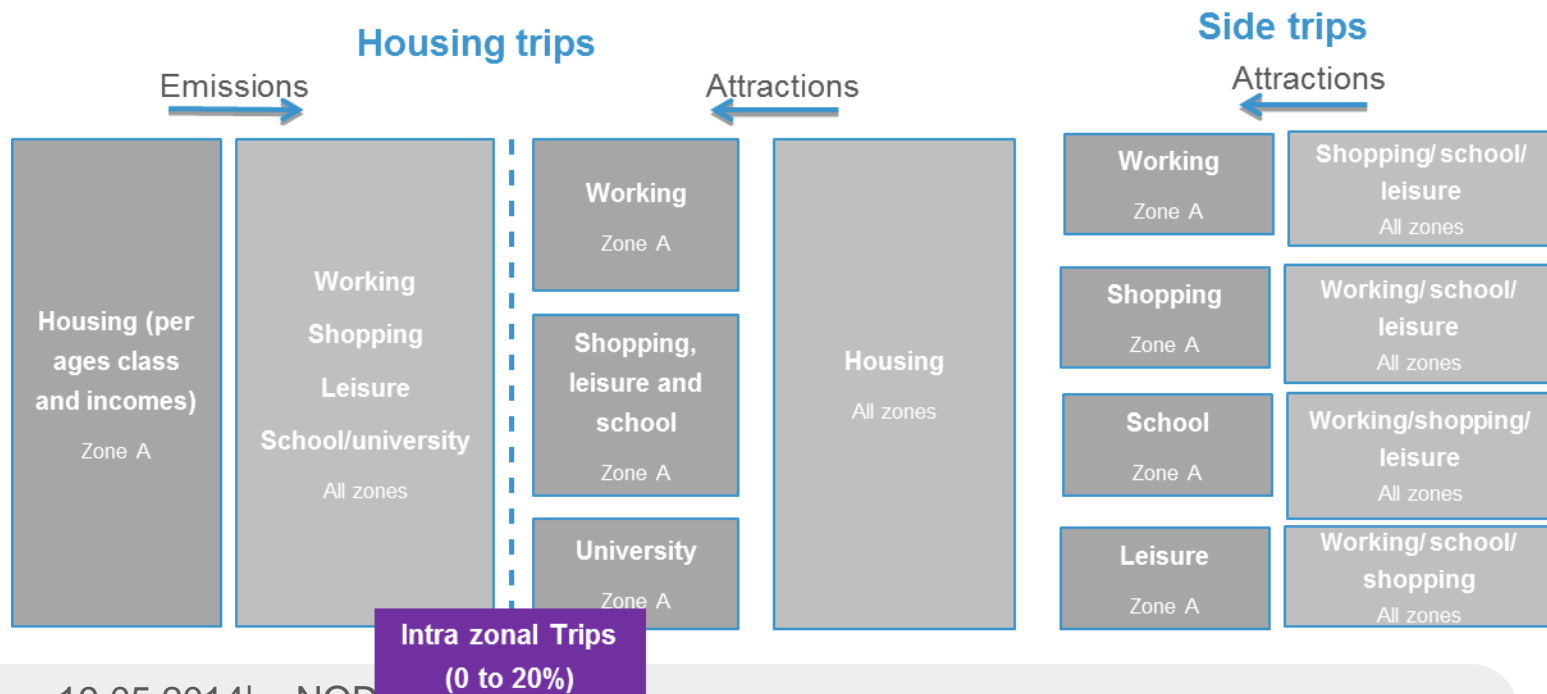 Housing trips
Side trips
Emissions
Attractions
Attractions
Housing (per
ages class
and incomes)
Zone A
Working
Shopping
Leisure
School/university
All zones
Working
Zone A
Shopping,
leisure and
school
Zone A
University
Zone A
Housing
All zones
Working
Zone A
Shopping/ school/
leisure
All zones
Shopping
Zone A
Working/ school/
leisure
All zones
School
Zone A
Working/shopping/
leisure
All zones
Leisure
Zone A
Working/ school/
shopping
All zones
Intra zonal Trips
(0 to 20%)